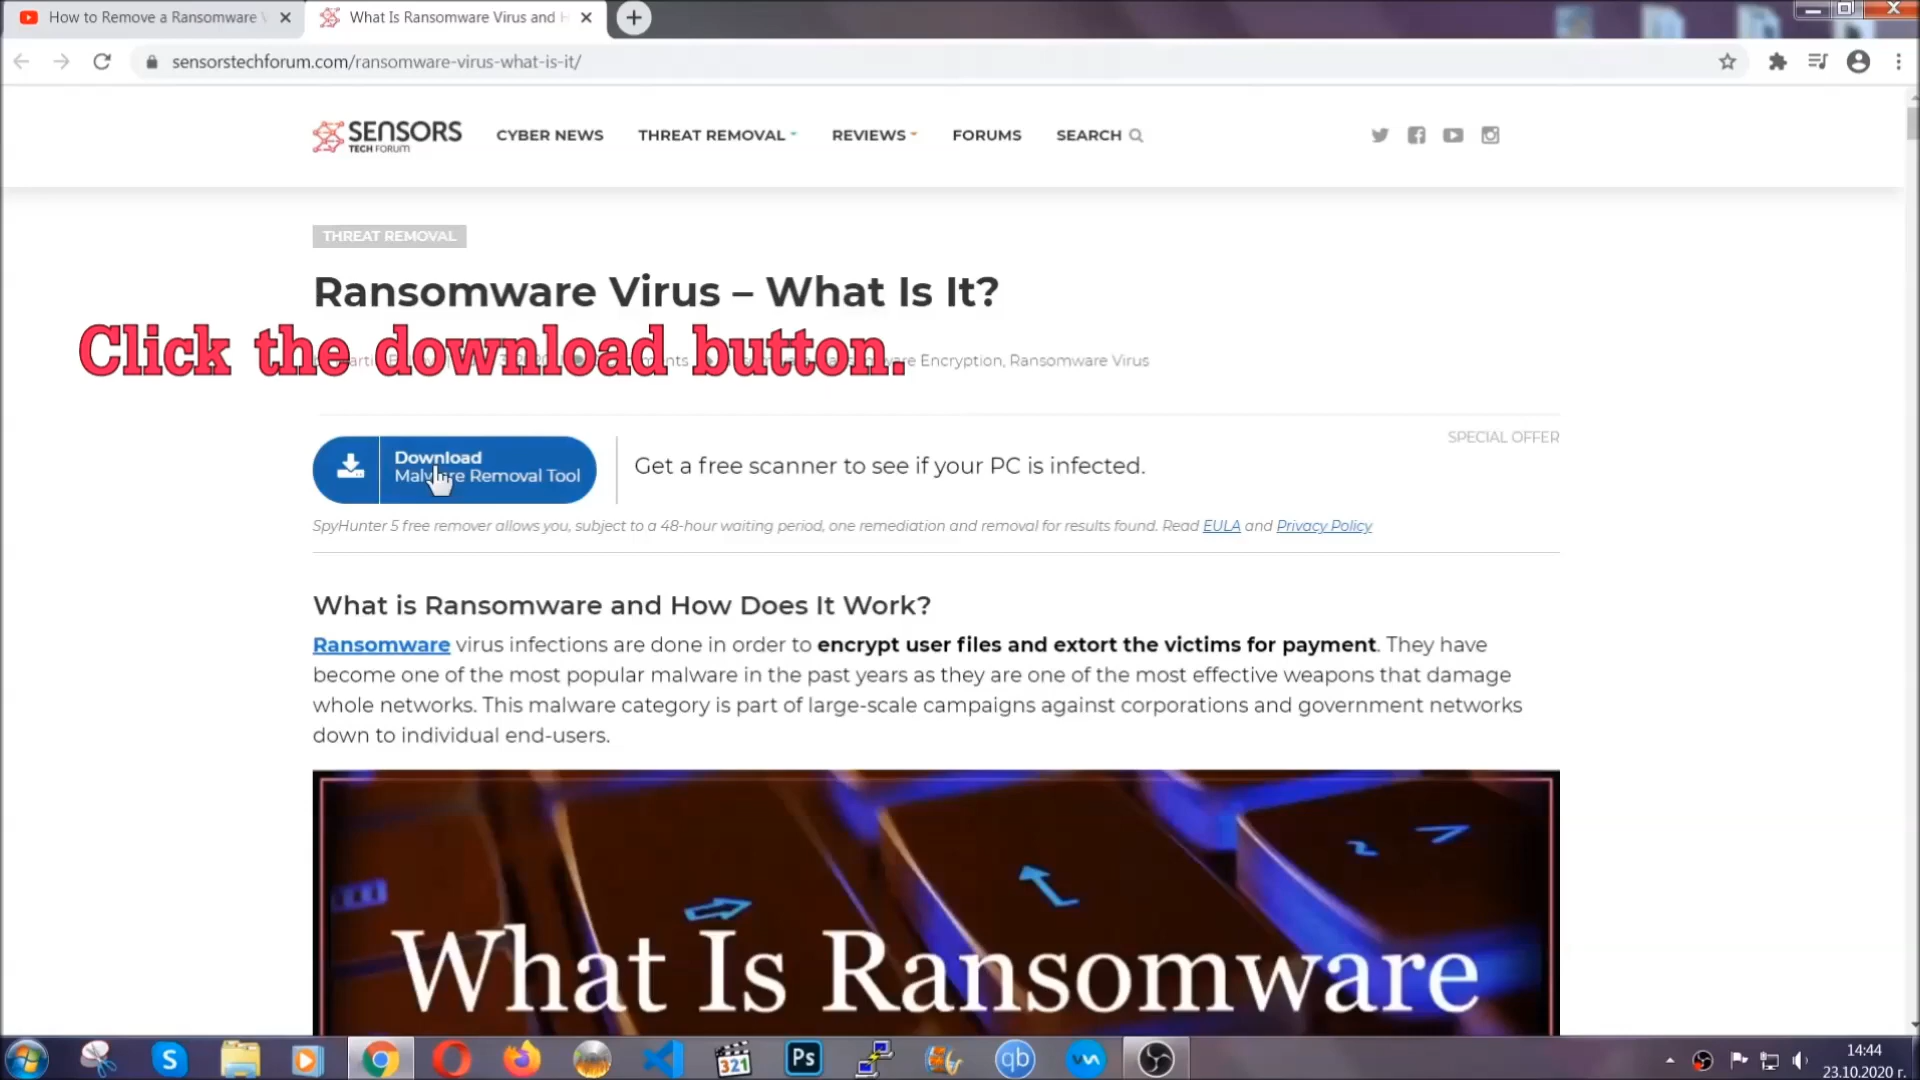 How to Remove a Ransomware
What Is Ransomware Virus and H
sensorstechforum.com/ransomware-virus-what-is-it/
SENSORS
TECH FORUM
CYBER NEWS
THREAT REMOVAL
REVIEWS
FORUMS
SEARCH
THREAT REMOVAL
Ransomware Virus – What Is It?
Click the download button.
Encryption, Ransomware Virus
SPECIAL OFFER
Download
Malware Removal Tool
Get a free scanner to see if your PC is infected.
SpyHunter 5 free remover allows you, subject to a 48-hour waiting period, one remediation and removal for results found. Read EULA and Privacy Policy
What is Ransomware and How Does It Work?
Ransomware virus infections are done in order to encrypt user files and extort the victims for payment. They have
become one of the most popular malware in the past years as they are one of the most effective weapons that damage
whole networks. This malware category is part of large-scale campaigns against corporations and government networks
down to individual end-users.
What Is Ransomware
S
321
Ps
qb
14:44
23.10.2020 г.